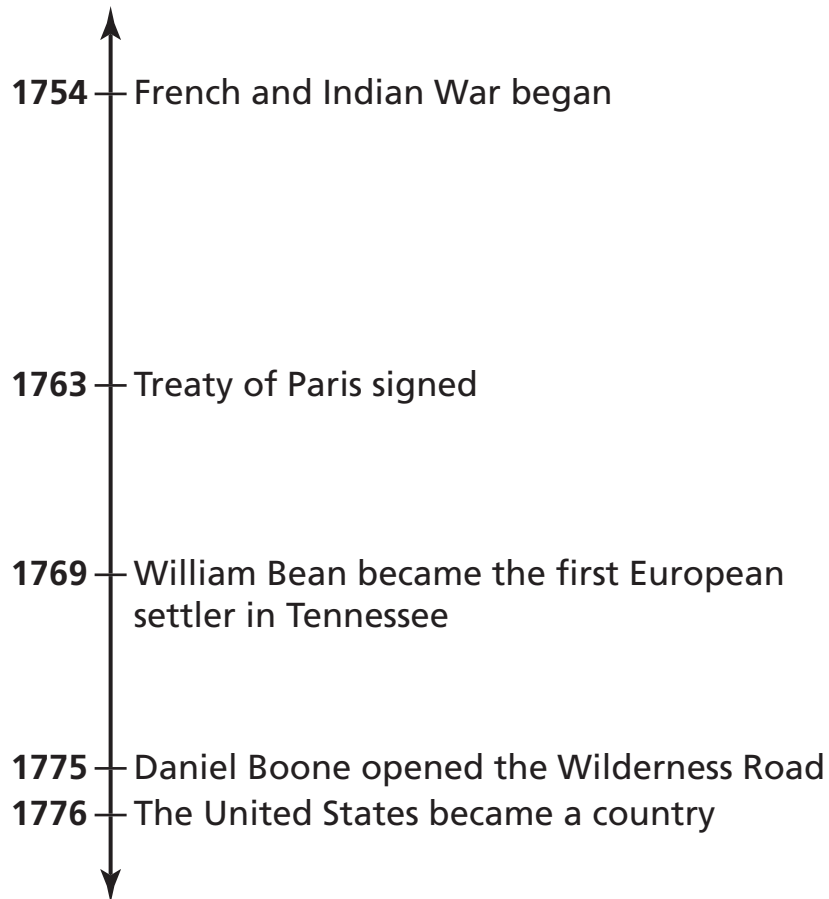 1754 French and Indian War began
1763 Treaty of Paris signed
1769 William Bean became the first European
settler in Tennessee
1775 Daniel Boone opened the Wilderness Road
1776 The United States became a country